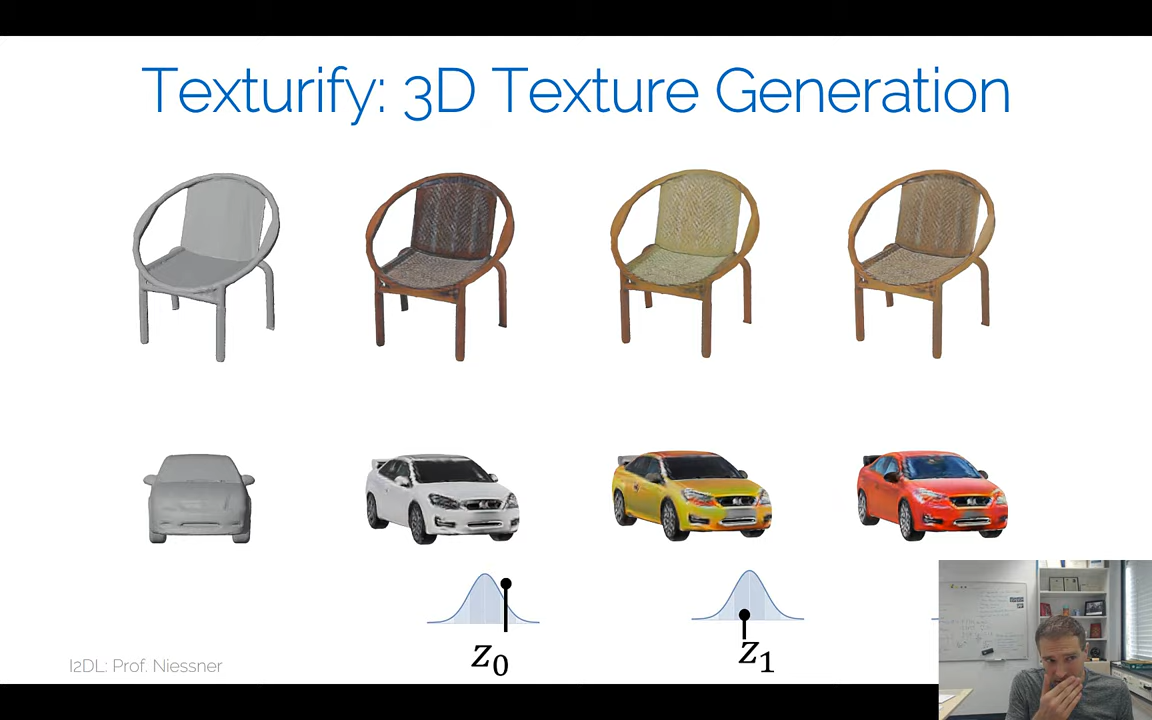 Texturify: 3D Texture Generation
z0
z1
I2DL: Prof. Niessner